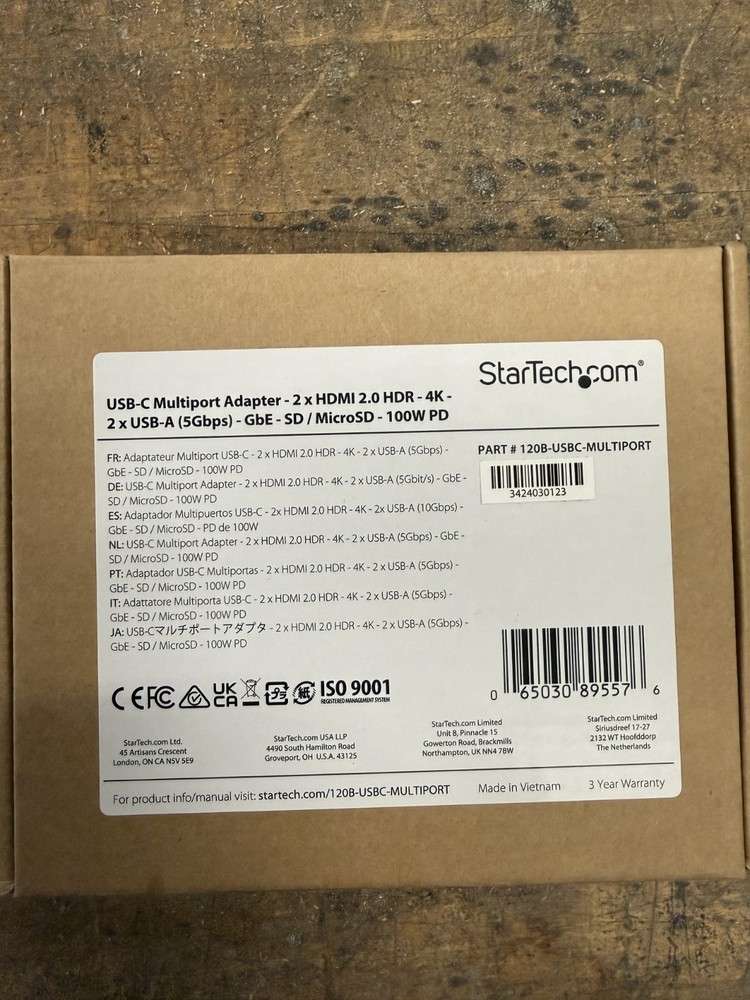 StarTech.com®
USB-C Multiport Adapter - 2 x HDMI 2.0 HDR - 4K -
2 x USB-A (5Gbps) - GbE - SD / MicroSD - 100W PD
FR: Adaptateur Multiport USB-C - 2 x HDMI 2.0 HDR - 4K - 2 x USB-A (5Gbps) -
GbE - SD / MicroSD - 100W PD
DE: USB-C Multiport Adapter - 2 x HDMI 2.0 HDR - 4K - 2 x USB-A (5Gbit/s) - GbE -
SD / MicroSD - 100W PD
ES: Adaptador Multipuertos USB-C - 2x HDMI 2.0 HDR - 4K - 2x USB-A (10Gbps) -
GbE - SD / MicroSD - PD de 100W
NL: USB-C Multiport Adapter - 2 x HDMI 2.0 HDR - 4K - 2 x USB-A (5Gbps) - GbE -
SD / MicroSD - 100W PD
PT: Adaptador USB-C Multiportas - 2 x HDMI 2.0 HDR - 4K - 2 x USB-A (5Gbps) -
GbE - SD / MicroSD - 100W PD
IT: Adattatore Multiporta USB-C - 2 x HDMI 2.0 HDR - 4K - 2 x USB-A (5Gbps) -
GbE - SD / MicroSD - 100W PD
JA: USB-Cマルチポートアダプタ - 2 x HDMI 2.0 HDR - 4K - 2 x USB-A (5Gbps) -
GbE - SD / MicroSD - 100W PD
PART # 120B-USBC-MULTIPORT
3424030123
0 65030 89557 6
CE FC UK CA プラ 紙 ISO 9001
REGISTERED MANAGEMENT SYSTEM
StarTech.com Ltd.
45 Artisans Crescent
London, ON CA N5V 5E9
StarTech.com USA LLP
4490 South Hamilton Road
Groveport, OH U.S.A. 43125
StarTech.com Limited
Unit B, Pinnacle 15
Gowerton Road, Brackmills
Northampton, UK NN4 7BW
StarTech.com Limited
Siriusdreef 17-27
2132 WT Hoofddorp
The Netherlands
For product info/manual visit: startech.com/120B-USBC-MULTIPORT
Made in Vietnam
3 Year Warranty